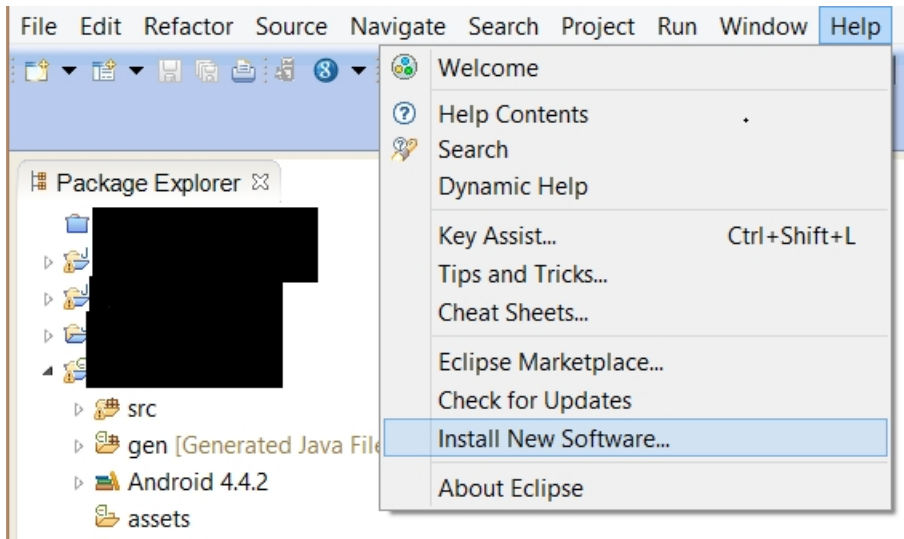 File Edit Refactor Source Navigate Search Project Run Window Help
8
Welcome
Help Contents
Search
Dynamic Help
Key Assist... Ctrl+Shift+L
Tips and Tricks...
Cheat Sheets...
Eclipse Marketplace...
Check for Updates
Install New Software...
About Eclipse
Package Explorer
src
gen [Generated Java File
Android 4.4.2
assets